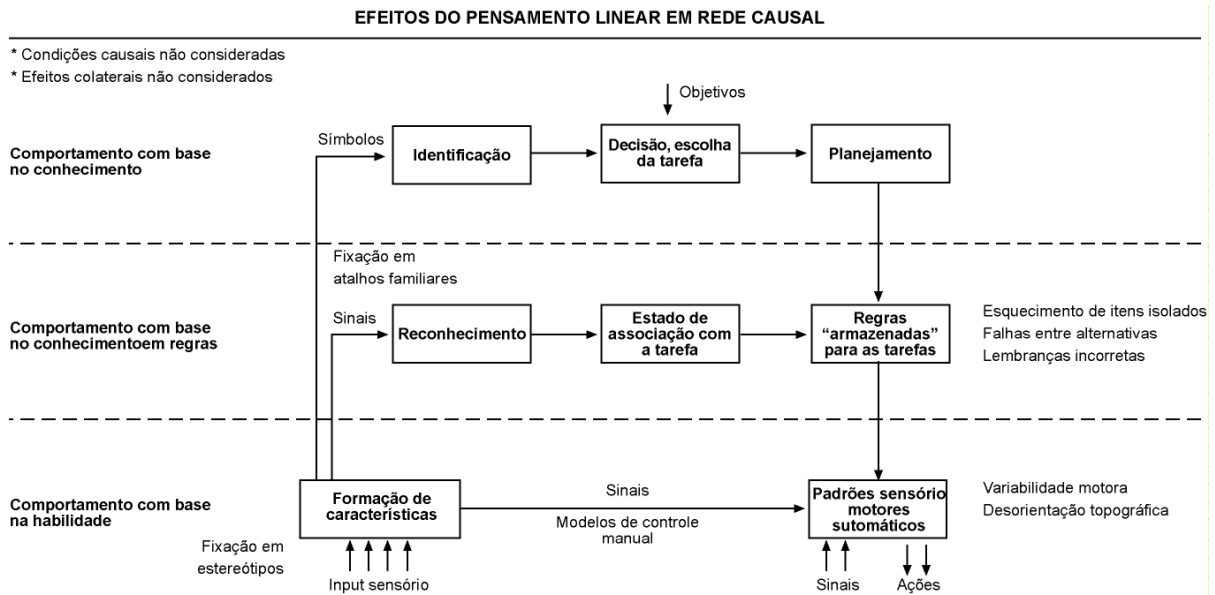 EFEITOS DO PENSAMENTO LINEAR EM REDE CAUSAL
* Condições causais não consideradas
* Efeitos colaterais não considerados
Objetivos
Símbolos
Comportamento com base
no conhecimento
Identificação
Decisão, escolha
da tarefa
Planejamento
Fixação em
atalhos familiares
Sinais
Comportamento com base
no conhecimentoem regras
Reconhecimento
Estado de
associação com
a tarefa
Regras
“armazenadas”
para as tarefas
Esquecimento de itens isolados
Falhas entre alternativas
Lembranças incorretas
Comportamento com base
na habilidade
Formação de
características
Sinais
Modelos de controle
manual
Padrões sensório
motores
sutomáticos
Variabilidade motora
Desorientação topográfica
Fixação em
estereótipos
Input sensório
Sinais
Ações